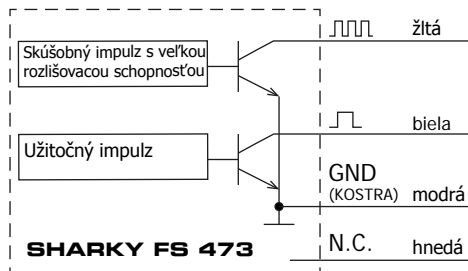 žltá
Skúšobný impulz s veľkou
rozlišovacou schopnosťou
biela
Užitočný impulz
GND
(KOSTRA) modrá
SHARKY FS 473
N.C. hnedá